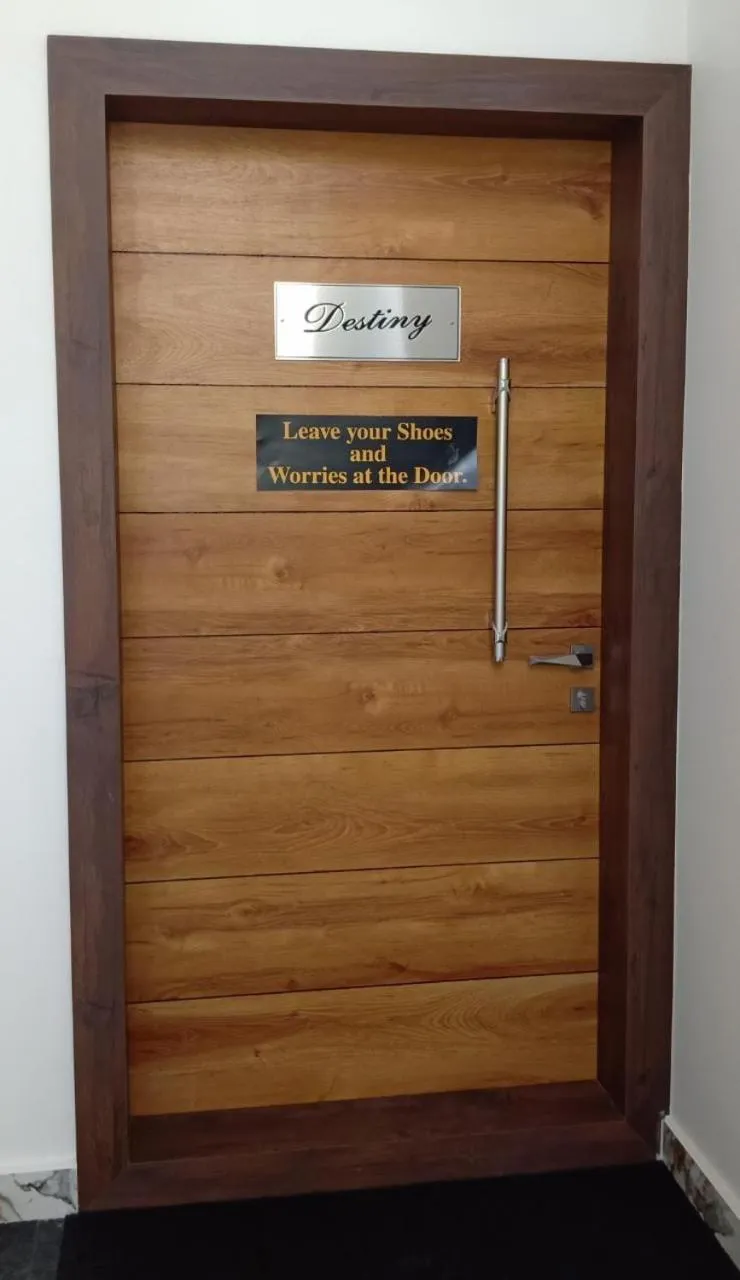 Destiny
Leave your Shoes
and
Worries at the Door.